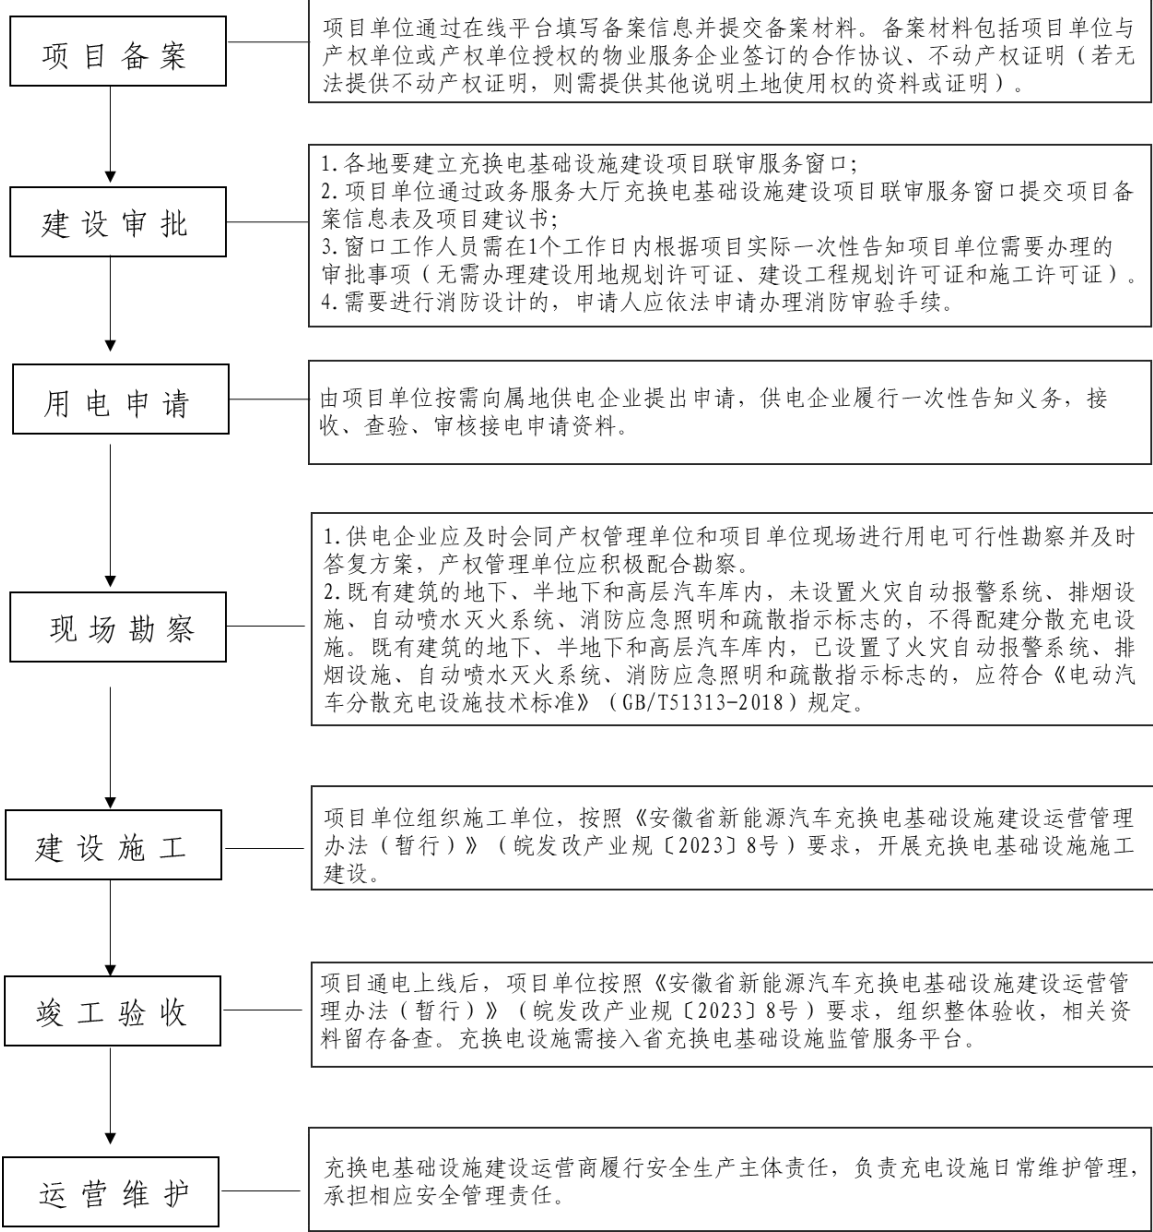 项目备案
项目单位通过在线平台填写备案信息并提交备案材料。备案材料包括项目单位与
产权单位或产权单位授权的物业服务企业签订的合作协议、不动产权证明（若无
法提供不动产权证明，则需提供其他说明土地使用权的资料或证明）。
建设审批
1.各地要建立充换电基础设施建设项目联审服务窗口；
2.项目单位通过政务服务大厅充换电基础设施建设项目联审服务窗口提交项目备
案信息表及项目建议书；
3.窗口工作人员需在1个工作日内根据项目实际一次性告知项目单位需要办理的
审批事项（无需办理建设用地规划许可证、建设工程规划许可证和施工许可证）。
4.需要进行消防设计的，申请人应依法申请办理消防审验手续。
用电申请
由项目单位按需向属地供电企业提出申请，供电企业履行一次性告知义务，接
收、查验、审核接电申请资料。
现场勘察
1.供电企业应及时会同产权管理单位和项目单位现场进行用电可行性勘察并及时
答复方案，产权管理单位应积极配合勘察。
2.既有建筑的地下、半地下和高层汽车库内，未设置火灾自动报警系统、排烟设
施、自动喷水灭火系统、消防应急照明和疏散指示标志的，不得配建分散充电设
施。既有建筑的地下、半地下和高层汽车库内，已设置了火灾自动报警系统、排
烟设施、自动喷水灭火系统、消防应急照明和疏散指示标志的，应符合《电动汽
车分散充电设施技术标准》（GB/T51313-2018）规定。
建设施工
项目单位组织施工单位，按照《安徽省新能源汽车充换电基础设施建设运营管理
办法（暂行）》（皖发改产业规〔2023〕8号）要求，开展充换电基础设施施工
建设。
竣工验收
项目通电上线后，项目单位按照《安徽省新能源汽车充换电基础设施建设运营管
理办法（暂行）》（皖发改产业规〔2023〕8号）要求，组织整体验收，相关资
料留存备查。充换电设施需接入省充换电基础设施监管服务平台。
运营维护
充换电基础设施建设运营商履行安全生产主体责任，负责充电设施日常维护管理，
承担相应安全管理责任。